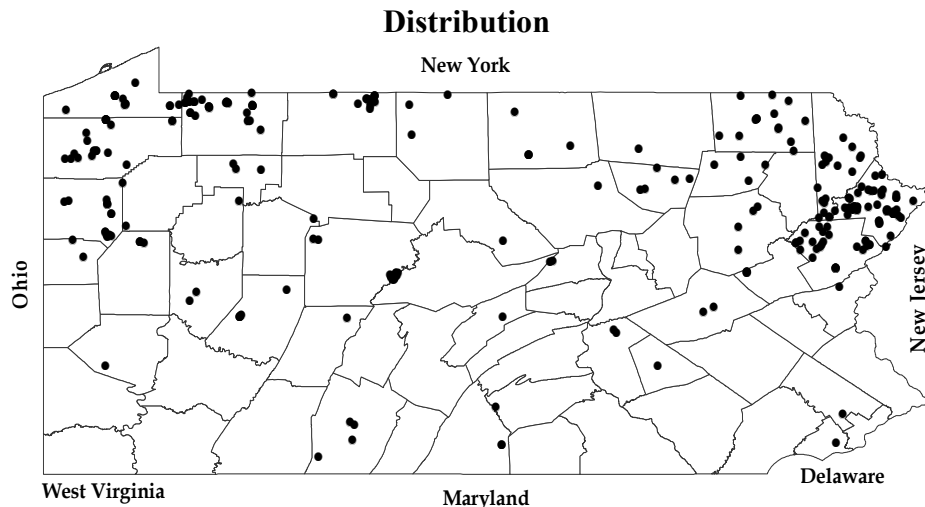 Distribution
New York
Ohio
New Jersey
West Virginia
Maryland
Delaware